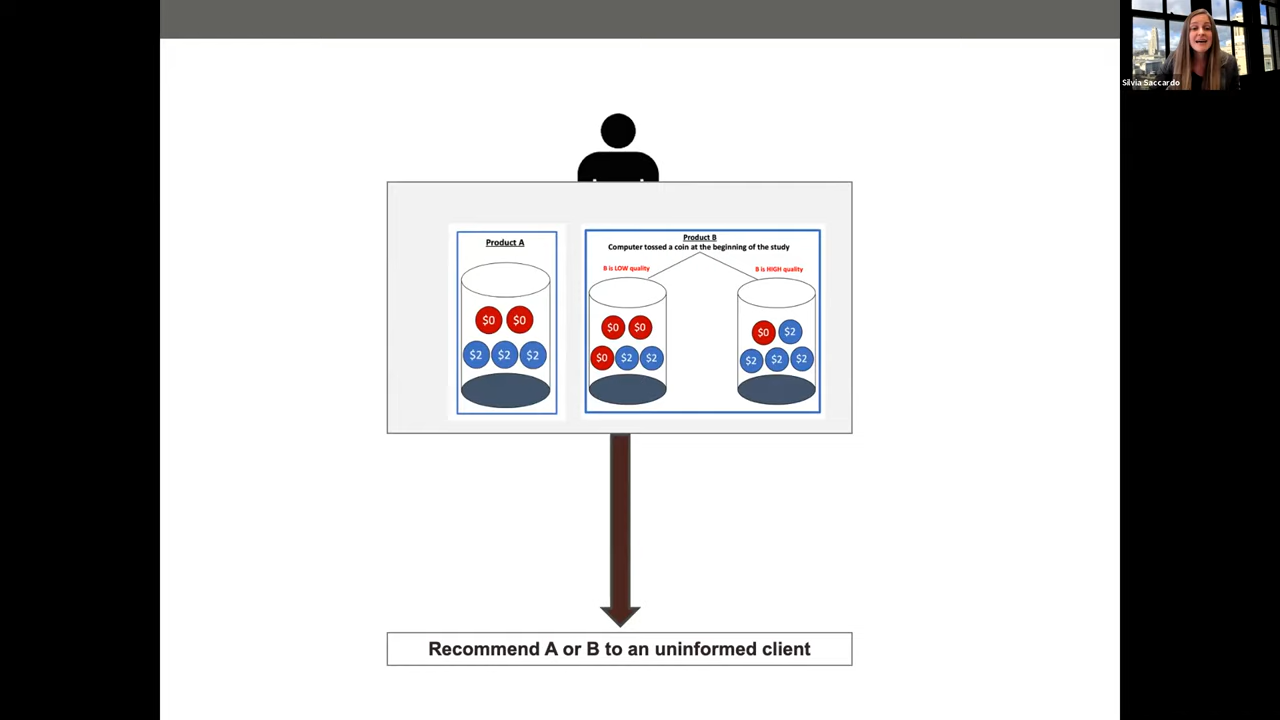 Silvia Saccardo
Product A
$0 $0
$2 $2 $2
Product B
Computer tossed a coin at the beginning of the study
B is LOW quality
B is HIGH quality
$0 $0
$0 $2 $2
$0 $2
$2 $2 $2
Recommend A or B to an uninformed client